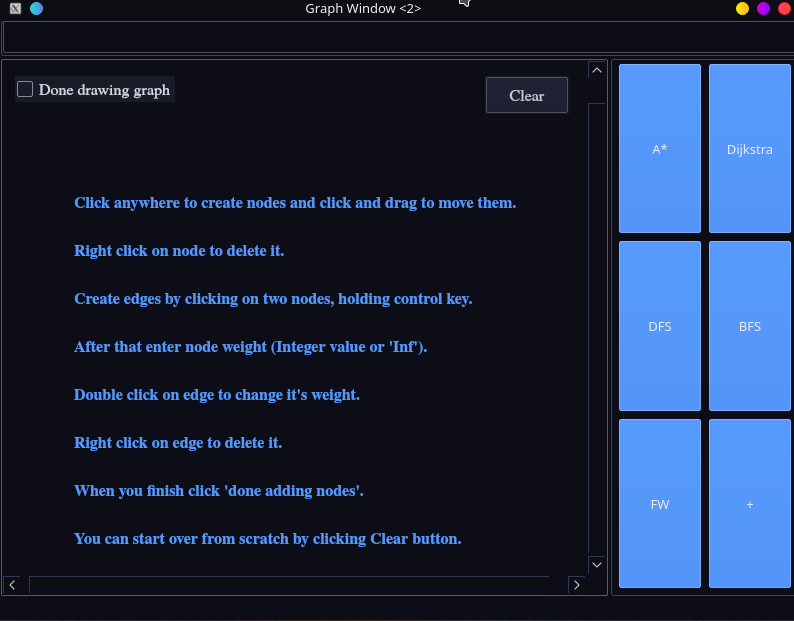 Graph Window <2>
Done drawing graph
Clear
Click anywhere to create nodes and click and drag to move them.
Right click on node to delete it.
Create edges by clicking on two nodes, holding control key.
After that enter node weight (Integer value or 'Inf').
Double click on edge to change it's weight.
Right click on edge to delete it.
When you finish click 'done adding nodes'.
You can start over from scratch by clicking Clear button.
A*
Dijkstra
DFS
BFS
FW
+